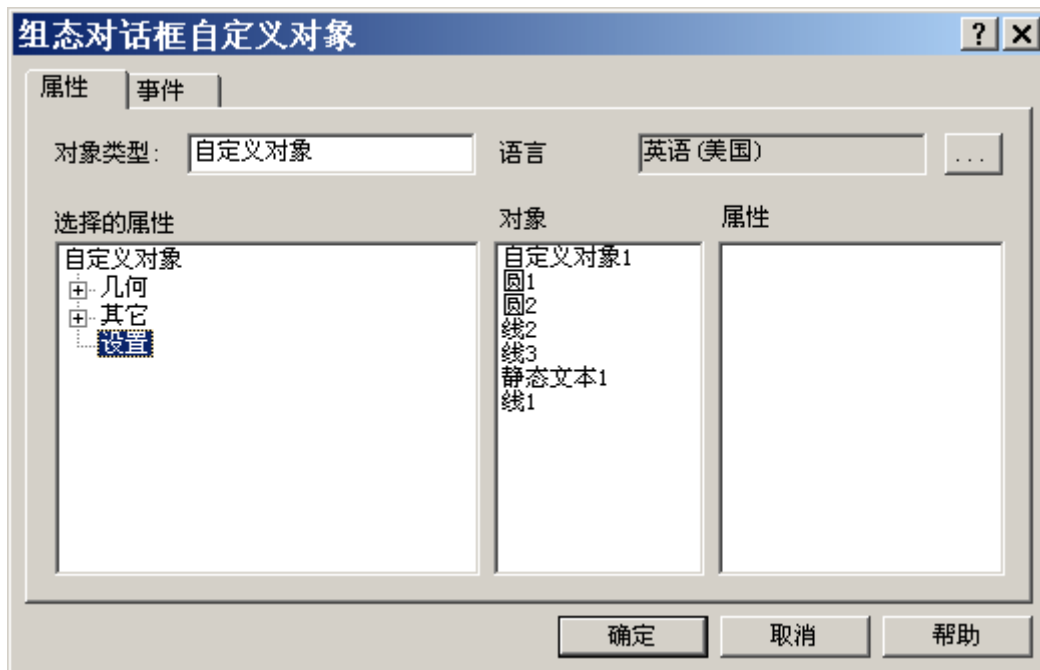 组态对话框自定义对象
属性 事件
对象类型: 自定义对象 语言 英语(美国) ...
选择的属性 对象 属性
自定义对象
几何
其它
设置
自定义对象1
圆1
圆2
线2
线3
静态文本1
线1
确定 取消 帮助